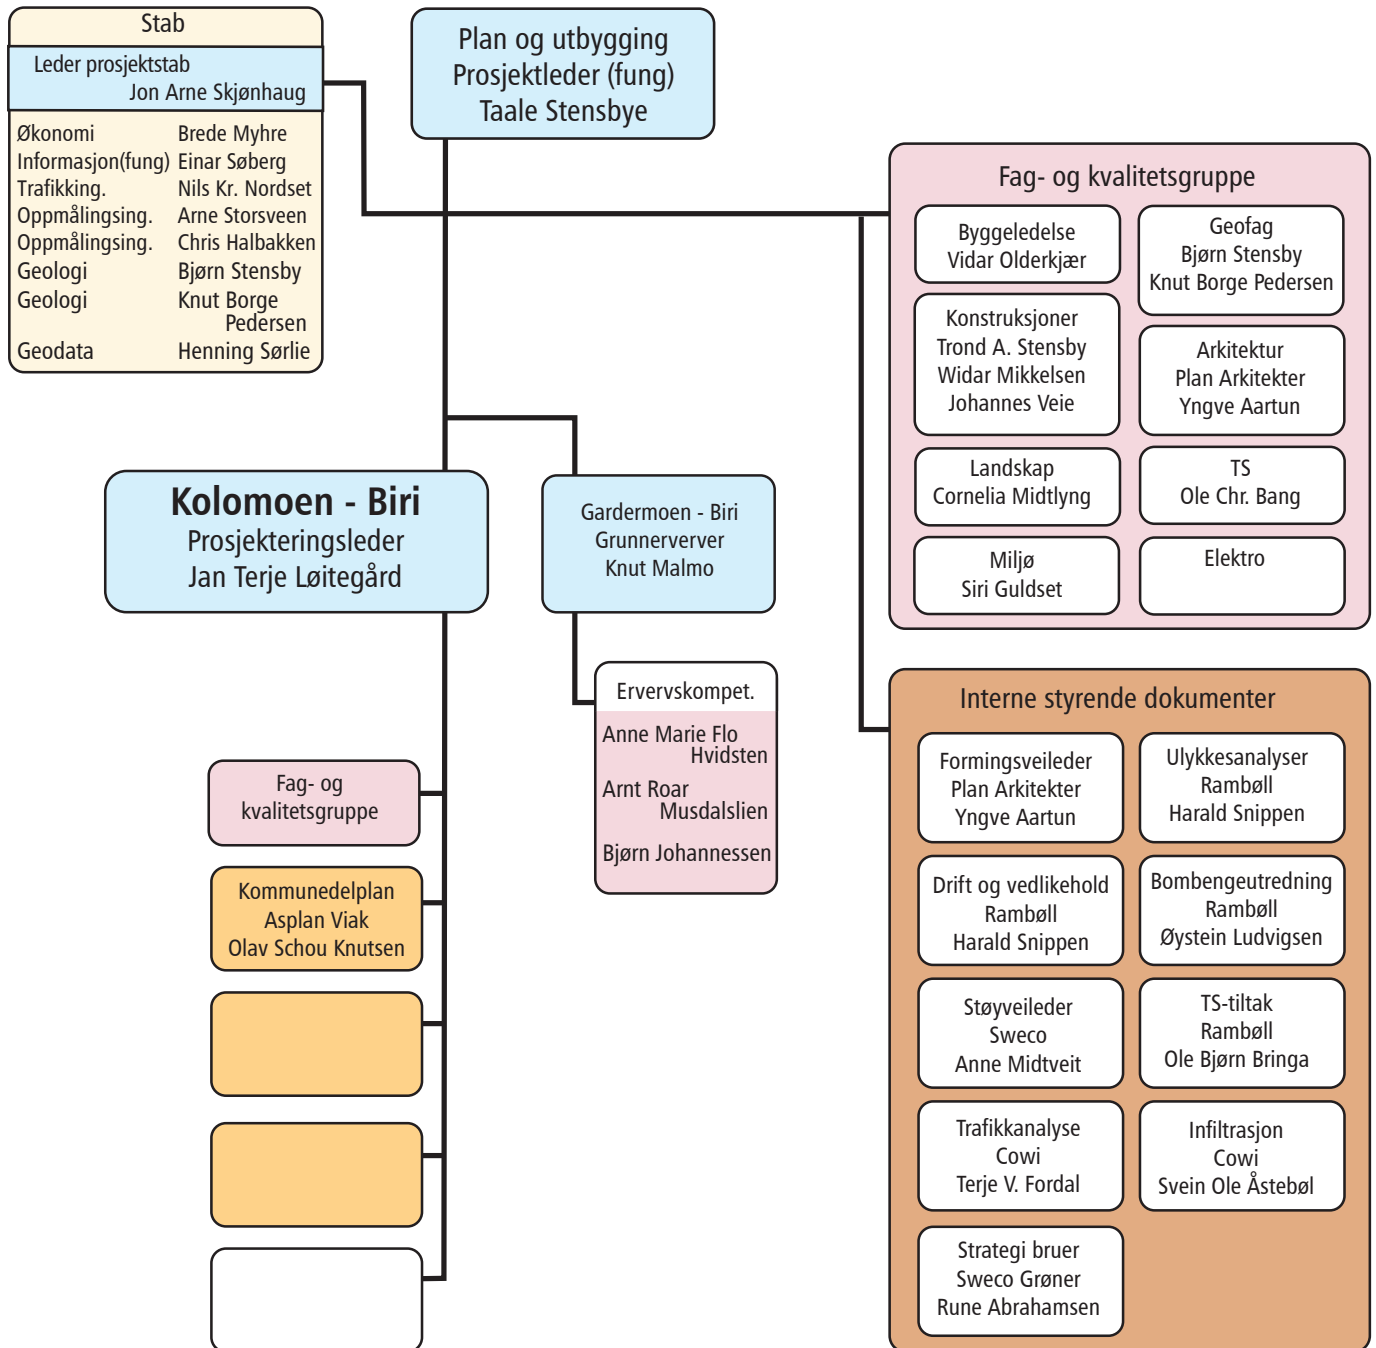 Stab
Leder prosjektstab
Jon Arne Skjønhaug
Økonomi Brede Myhre
Informasjon(fung) Einar Søberg
Trafikking. Nils Kr. Nordset
Oppmålingsing. Arne Storsveen
Oppmålingsing. Chris Halbakken
Geologi Bjørn Stensby
Geologi Knut Borge
Pedersen
Geodata Henning Sørlie
Plan og utbygging
Prosjektleder (fung)
Taale Stensbye
Fag- og kvalitetsgruppe
Byggeledelse
Vidar Olderkjær
Geofag
Bjørn Stensby
Knut Borge Pedersen
Konstruksjoner
Trond A. Stensby
Widar Mikkelsen
Johannes Veie
Arkitektur
Plan Arkitekter
Yngve Aartun
Landskap
Cornelia Midtlyng
TS
Ole Chr. Bang
Miljø
Siri Guldset
Elektro
Kolomoen - Biri
Prosjekteringsleder
Jan Terje Løitegård
Gardermoen - Biri
Grunnerverver
Knut Malmo
Ervervskompet.
Anne Marie Flo
Hvidsten
Arnt Roar
Musdalslien
Bjørn Johannessen
Fag- og
kvalitetsgruppe
Kommunedelplan
Asplan Viak
Olav Schou Knutsen
Interne styrende dokumenter
Formingsveileder
Plan Arkitekter
Yngve Aartun
Ulykkesanalyser
Rambøll
Harald Snippen
Drift og vedlikehold
Rambøll
Harald Snippen
Bombengeutredning
Rambøll
Øystein Ludvigsen
Støyveileder
Sweco
Anne Midtveit
TS-tiltak
Rambøll
Ole Bjørn Bringa
Trafikkanalyse
Cowi
Terje V. Fordal
Infiltrasjon
Cowi
Svein Ole Åstebøl
Strategi bruer
Sweco Grøner
Rune Abrahamsen